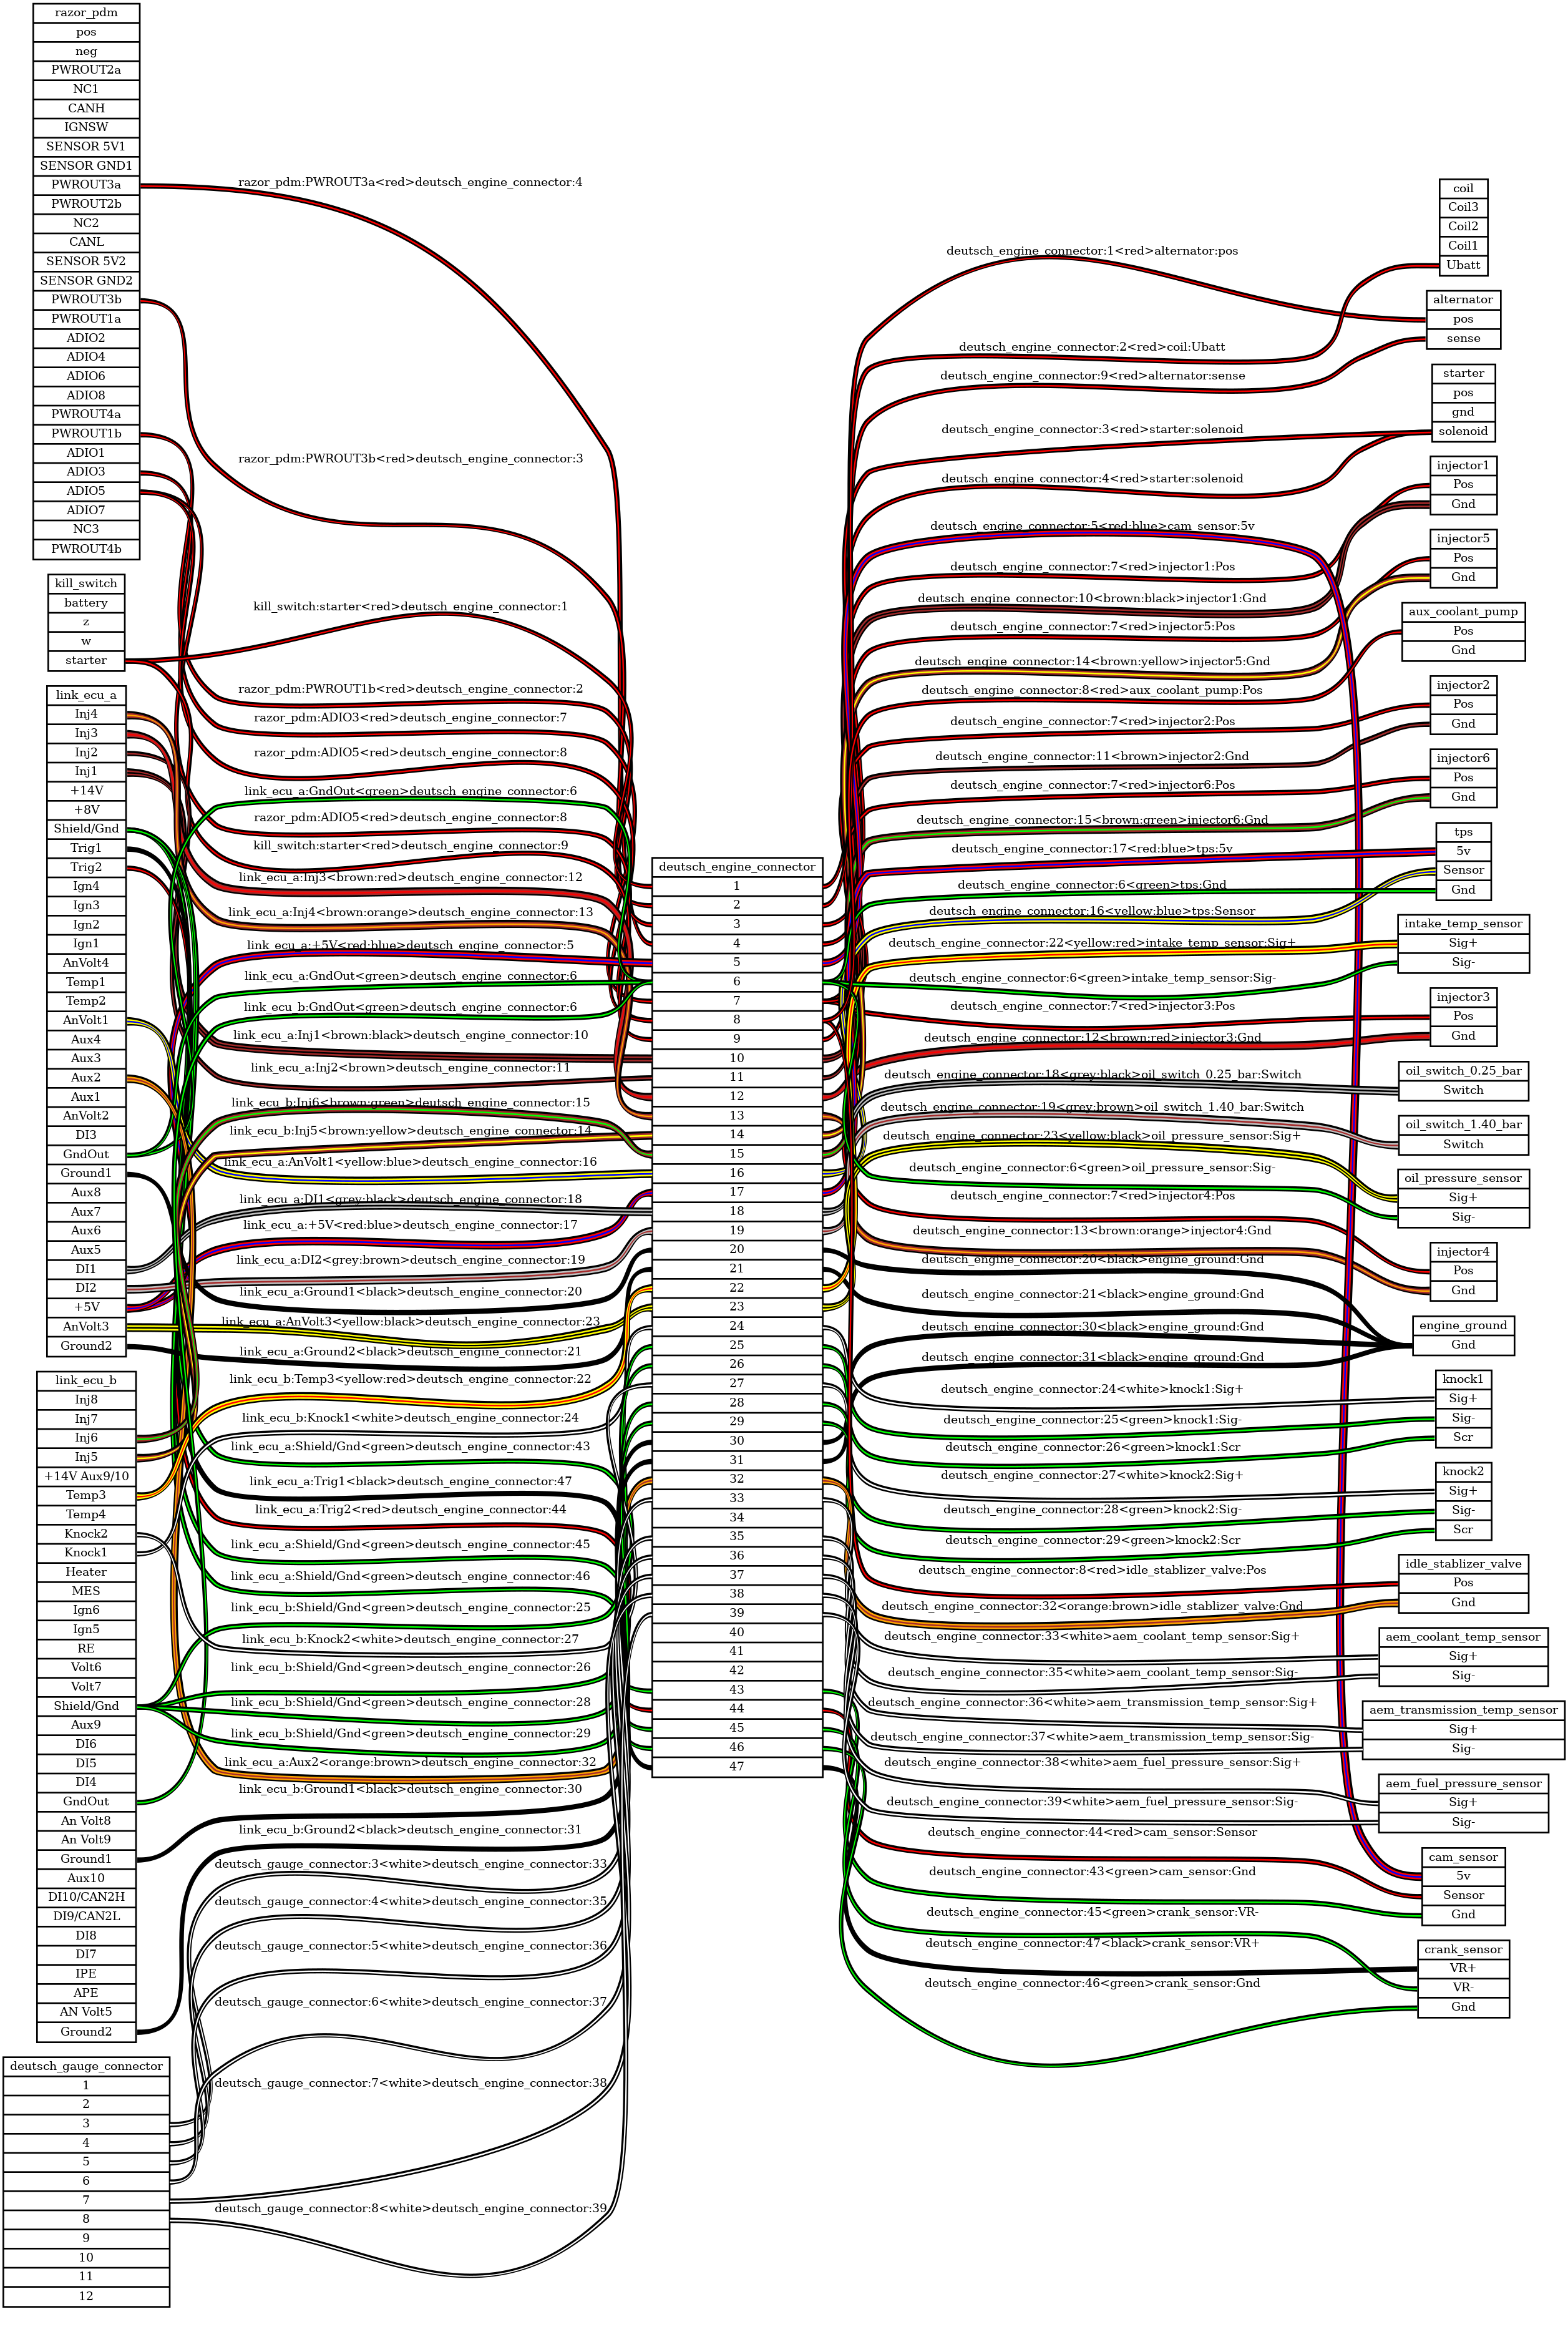 razor_pdm
pos
neg
PWROUT2a
NC1
CANH
IGNSW
SENSOR 5V1
SENSOR GND1
PWROUT3a
PWROUT2b
NC2
CANL
SENSOR 5V2
SENSOR GND2
PWROUT3b
PWROUT1a
ADIO2
ADIO4
ADIO6
ADIO8
PWROUT4a
PWROUT1b
ADIO1
ADIO3
ADIO5
ADIO7
NC3
PWROUT4b
kill_switch
battery
z
w
starter
link_ecu_a
Inj4
Inj3
Inj2
Inj1
+14V
+8V
Shield/Gnd
Trig1
Trig2
Ign4
Ign3
Ign2
Ign1
AnVolt4
Temp1
Temp2
AnVolt1
Aux4
Aux3
Aux2
Aux1
AnVolt2
DI3
GndOut
Ground1
Aux8
Aux7
Aux6
Aux5
DI1
DI2
+5V
AnVolt3
Ground2
link_ecu_b
Inj8
Inj7
Inj6
Inj5
+14V Aux9/10
Temp3
Temp4
Knock2
Knock1
Heater
MES
Ign6
Ign5
RE
Volt6
Volt7
Shield/Gnd
Aux9
DI6
DI5
DI4
GndOut
An Volt8
An Volt9
Ground1
Aux10
DI10/CAN2H
DI9/CAN2L
DI8
DI7
IPE
APE
AN Volt5
Ground2
deutsch_gauge_connector
1
2
3
4
5
6
7
8
9
10
11
12
razor_pdm:PWROUT3a<red>deutsch_engine_connector:4
razor_pdm:PWROUT3b<red>deutsch_engine_connector:3
kill_switch:starter<red>deutsch_engine_connector:1
razor_pdm:PWROUT1b<red>deutsch_engine_connector:2
razor_pdm:ADIO3<red>deutsch_engine_connector:7
razor_pdm:ADIO5<red>deutsch_engine_connector:8
link_ecu_a:GndOut<green>deutsch_engine_connector:6
razor_pdm:ADIO5<red>deutsch_engine_connector:8
kill_switch:starter<red>deutsch_engine_connector:9
link_ecu_a:Inj3<brown:red>deutsch_engine_connector:12
link_ecu_a:Inj4<brown:orange>deutsch_engine_connector:13
link_ecu_a:+5V<red:blue>deutsch_engine_connector:5
link_ecu_a:GndOut<green>deutsch_engine_connector:6
link_ecu_b:GndOut<green>deutsch_engine_connector:6
link_ecu_a:Inj1<brown:black>deutsch_engine_connector:10
link_ecu_a:Inj2<brown>deutsch_engine_connector:11
link_ecu_b:Inj6<brown:green>deutsch_engine_connector:15
link_ecu_b:Inj5<brown:yellow>deutsch_engine_connector:14
link_ecu_a:AnVolt1<yellow:blue>deutsch_engine_connector:16
link_ecu_a:DI1<grey:black>deutsch_engine_connector:18
link_ecu_a:+5V<red:blue>deutsch_engine_connector:17
link_ecu_a:DI2<grey:brown>deutsch_engine_connector:19
link_ecu_a:Ground1<black>deutsch_engine_connector:20
link_ecu_a:AnVolt3<yellow:black>deutsch_engine_connector:23
link_ecu_a:Ground2<black>deutsch_engine_connector:21
link_ecu_b:Temp3<yellow:red>deutsch_engine_connector:22
link_ecu_b:Knock1<white>deutsch_engine_connector:24
link_ecu_a:Shield/Gnd<green>deutsch_engine_connector:43
link_ecu_a:Trig1<black>deutsch_engine_connector:47
link_ecu_a:Trig2<red>deutsch_engine_connector:44
link_ecu_a:Shield/Gnd<green>deutsch_engine_connector:45
link_ecu_a:Shield/Gnd<green>deutsch_engine_connector:46
link_ecu_b:Shield/Gnd<green>deutsch_engine_connector:25
link_ecu_b:Knock2<white>deutsch_engine_connector:27
link_ecu_b:Shield/Gnd<green>deutsch_engine_connector:26
link_ecu_b:Shield/Gnd<green>deutsch_engine_connector:28
link_ecu_b:Shield/Gnd<green>deutsch_engine_connector:29
link_ecu_a:Aux2<orange:brown>deutsch_engine_connector:32
link_ecu_b:Ground1<black>deutsch_engine_connector:30
link_ecu_b:Ground2<black>deutsch_engine_connector:31
deutsch_gauge_connector:3<white>deutsch_engine_connector:33
deutsch_gauge_connector:4<white>deutsch_engine_connector:35
deutsch_gauge_connector:5<white>deutsch_engine_connector:36
deutsch_gauge_connector:6<white>deutsch_engine_connector:37
deutsch_gauge_connector:7<white>deutsch_engine_connector:38
deutsch_gauge_connector:8<white>deutsch_engine_connector:39
deutsch_engine_connector
1
2
3
4
5
6
7
8
9
10
11
12
13
14
15
16
17
18
19
20
21
22
23
24
25
26
27
28
29
30
31
32
33
34
35
36
37
38
39
40
41
42
43
44
45
46
47
deutsch_engine_connector:1<red>alternator:pos
deutsch_engine_connector:2<red>coil:Ubatt
deutsch_engine_connector:9<red>alternator:sense
deutsch_engine_connector:3<red>starter:solenoid
deutsch_engine_connector:4<red>starter:solenoid
deutsch_engine_connector:5<red:blue>cam_sensor:5v
deutsch_engine_connector:7<red>injector1:Pos
deutsch_engine_connector:10<brown:black>injector1:Gnd
deutsch_engine_connector:7<red>injector5:Pos
deutsch_engine_connector:14<brown:yellow>injector5:Gnd
deutsch_engine_connector:8<red>aux_coolant_pump:Pos
deutsch_engine_connector:7<red>injector2:Pos
deutsch_engine_connector:11<brown>injector2:Gnd
deutsch_engine_connector:7<red>injector6:Pos
deutsch_engine_connector:15<brown:green>injector6:Gnd
deutsch_engine_connector:17<red:blue>tps:5v
deutsch_engine_connector:6<green>tps:Gnd
deutsch_engine_connector:16<yellow:blue>tps:Sensor
deutsch_engine_connector:22<yellow:red>intake_temp_sensor:Sig+
deutsch_engine_connector:6<green>intake_temp_sensor:Sig-
deutsch_engine_connector:7<red>injector3:Pos
deutsch_engine_connector:12<brown:red>injector3:Gnd
deutsch_engine_connector:18<grey:black>oil_switch_0.25_bar:Switch
deutsch_engine_connector:19<grey:brown>oil_switch_1.40_bar:Switch
deutsch_engine_connector:23<yellow:black>oil_pressure_sensor:Sig+
deutsch_engine_connector:6<green>oil_pressure_sensor:Sig-
deutsch_engine_connector:7<red>injector4:Pos
deutsch_engine_connector:13<brown:orange>injector4:Gnd
deutsch_engine_connector:20<black>engine_ground:Gnd
deutsch_engine_connector:21<black>engine_ground:Gnd
deutsch_engine_connector:30<black>engine_ground:Gnd
deutsch_engine_connector:31<black>engine_ground:Gnd
deutsch_engine_connector:24<white>knock1:Sig+
deutsch_engine_connector:25<green>knock1:Sig-
deutsch_engine_connector:26<green>knock1:Scr
deutsch_engine_connector:27<white>knock2:Sig+
deutsch_engine_connector:28<green>knock2:Sig-
deutsch_engine_connector:29<green>knock2:Scr
deutsch_engine_connector:8<red>idle_stablizer_valve:Pos
deutsch_engine_connector:32<orange:brown>idle_stablizer_valve:Gnd
deutsch_engine_connector:33<white>aem_coolant_temp_sensor:Sig+
deutsch_engine_connector:35<white>aem_coolant_temp_sensor:Sig-
deutsch_engine_connector:36<white>aem_transmission_temp_sensor:Sig+
deutsch_engine_connector:37<white>aem_transmission_temp_sensor:Sig-
deutsch_engine_connector:38<white>aem_fuel_pressure_sensor:Sig+
deutsch_engine_connector:39<white>aem_fuel_pressure_sensor:Sig-
deutsch_engine_connector:44<red>cam_sensor:Sensor
deutsch_engine_connector:43<green>cam_sensor:Gnd
deutsch_engine_connector:45<green>crank_sensor:VR-
deutsch_engine_connector:47<black>crank_sensor:VR+
deutsch_engine_connector:46<green>crank_sensor:Gnd
coil
Coil3
Coil2
Coil1
Ubatt
alternator
pos
sense
starter
pos
gnd
solenoid
injector1
Pos
Gnd
injector5
Pos
Gnd
aux_coolant_pump
Pos
Gnd
injector2
Pos
Gnd
injector6
Pos
Gnd
tps
5v
Sensor
Gnd
intake_temp_sensor
Sig+
Sig-
injector3
Pos
Gnd
oil_switch_0.25_bar
Switch
oil_switch_1.40_bar
Switch
oil_pressure_sensor
Sig+
Sig-
injector4
Pos
Gnd
engine_ground
Gnd
knock1
Sig+
Sig-
Scr
knock2
Sig+
Sig-
Scr
idle_stablizer_valve
Pos
Gnd
aem_coolant_temp_sensor
Sig+
Sig-
aem_transmission_temp_sensor
Sig+
Sig-
aem_fuel_pressure_sensor
Sig+
Sig-
cam_sensor
5v
Sensor
Gnd
crank_sensor
VR+
VR-
Gnd